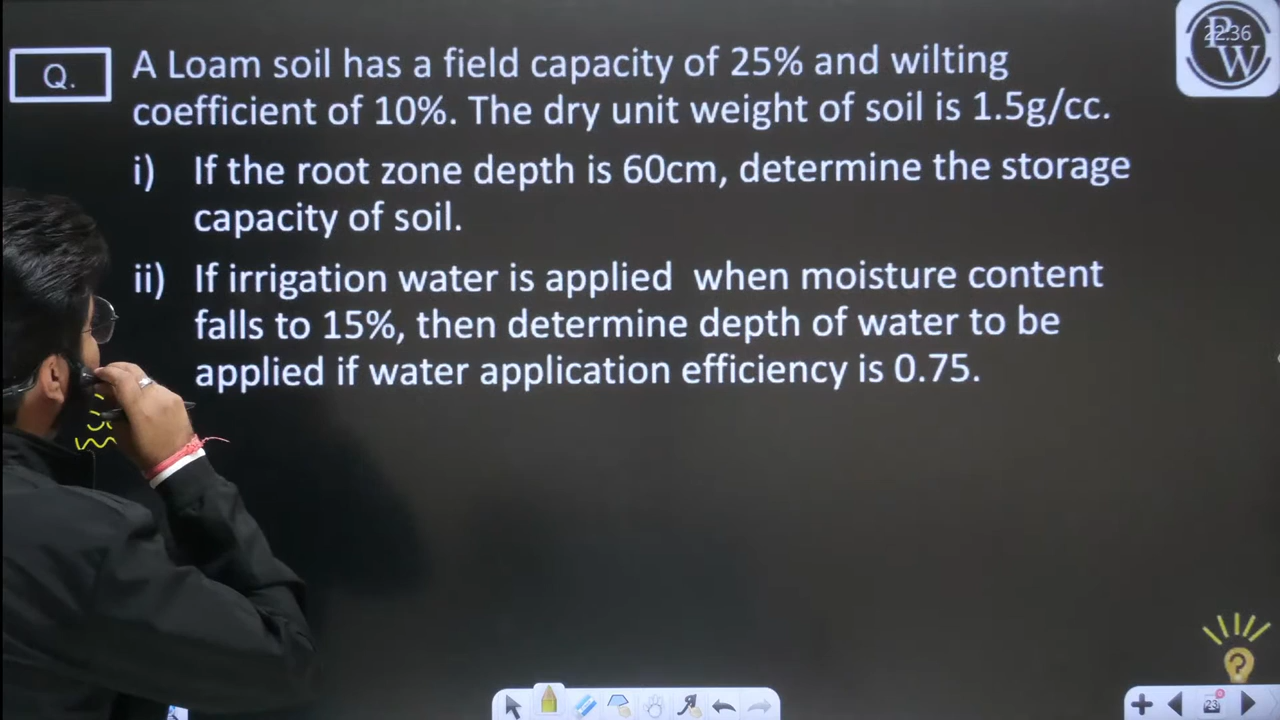 22:36
P
W
Q.
A Loam soil has a field capacity of 25% and wilting
coefficient of 10%. The dry unit weight of soil is 1.5g/cc.
i) If the root zone depth is 60cm, determine the storage
capacity of soil.
ii) If irrigation water is applied when moisture content
falls to 15%, then determine depth of water to be
applied if water application efficiency is 0.75.
23